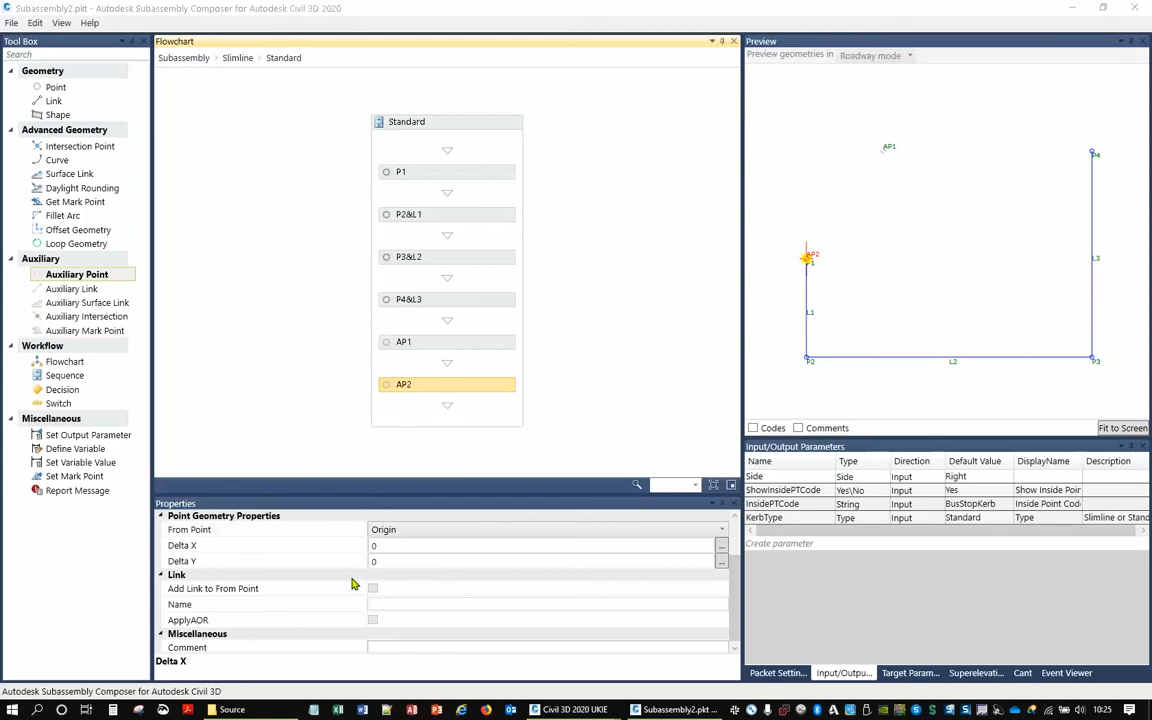 Subassembly2.pkt - Autodesk Subassembly Composer for Autodesk Civil 3D 2020
File Edit View Help
Tool Box
Search
Geometry
Point
Link
Shape
Advanced Geometry
Intersection Point
Curve
Surface Link
Daylight Rounding
Get Mark Point
Fillet Arc
Offset Geometry
Loop Geometry
Auxiliary
Auxiliary Point
Auxiliary Link
Auxiliary Surface Link
Auxiliary Intersection
Auxiliary Mark Point
Workflow
Flowchart
Sequence
Decision
Switch
Miscellaneous
Set Output Parameter
Define Variable
Set Variable Value
Set Mark Point
Report Message
Flowchart
Subassembly > Slimline > Standard
Standard
P1
P2&L1
P3&L2
P4&L3
AP1
AP2
Properties
Point Geometry Properties
From Point Origin
Delta X 0 ...
Delta Y 0 ...
Link
Add Link to From Point
Name
ApplyAOR
Miscellaneous
Comment
Delta X
Preview
Preview geometries in Roadway mode
AP1
P4
AP2
P1
L3
L1
P2
L2
P3
Codes Comments Fit to Screen
Input/Output Parameters
Name Type Direction Default Value DisplayName Description
Side Side Input Right
ShowInsidePTCode Yes\No Input Yes Show Inside Poin
InsidePTCode String Input BusStopKerb Inside Point Code
KerbType Type Input Standard Type Slimline or Stand
Create parameter
Packet Settin... Input/Outpu... Target Param... Superelevati... Cant Event Viewer
Autodesk Subassembly Composer for Autodesk Civil 3D 2020
Source
Civil 3D 2020 UKIE
Subassembly2.pkt ...
10:25